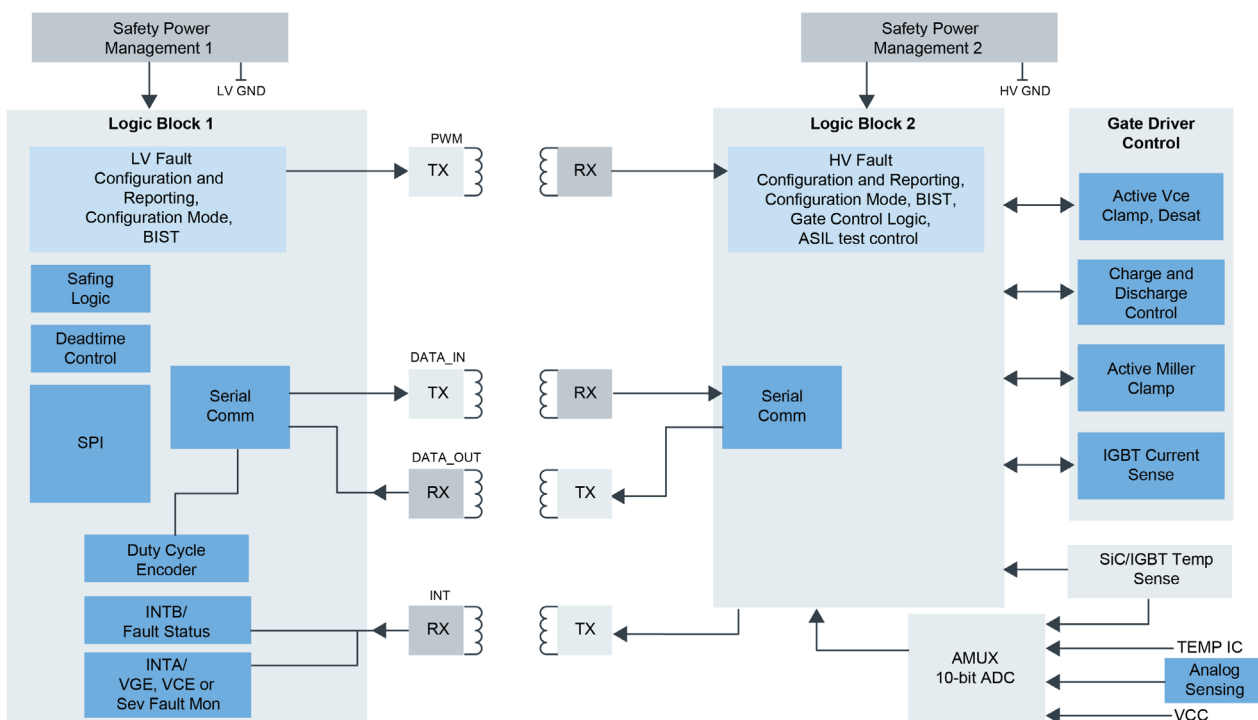 Safety Power
Management 1
LV GND
Safety Power
Management 2
HV GND
Logic Block 1
LV Fault
Configuration and
Reporting,
Configuration Mode,
BIST
Safing
Logic
Deadtime
Control
SPI
Serial
Comm
Duty Cycle
Encoder
INTB/
Fault Status
INTA/
VGE, VCE or
Sev Fault Mon
PWM
TX
RX
DATA_IN
TX
RX
DATA_OUT
RX
TX
INT
RX
TX
Logic Block 2
HV Fault
Configuration and Reporting,
Configuration Mode, BIST,
Gate Control Logic,
ASIL test control
Serial
Comm
Gate Driver
Control
Active Vce
Clamp, Desat
Charge and
Discharge
Control
Active Miller
Clamp
IGBT Current
Sense
SiC/IGBT Temp
Sense
AMUX
10-bit ADC
TEMP IC
Analog
Sensing
VCC